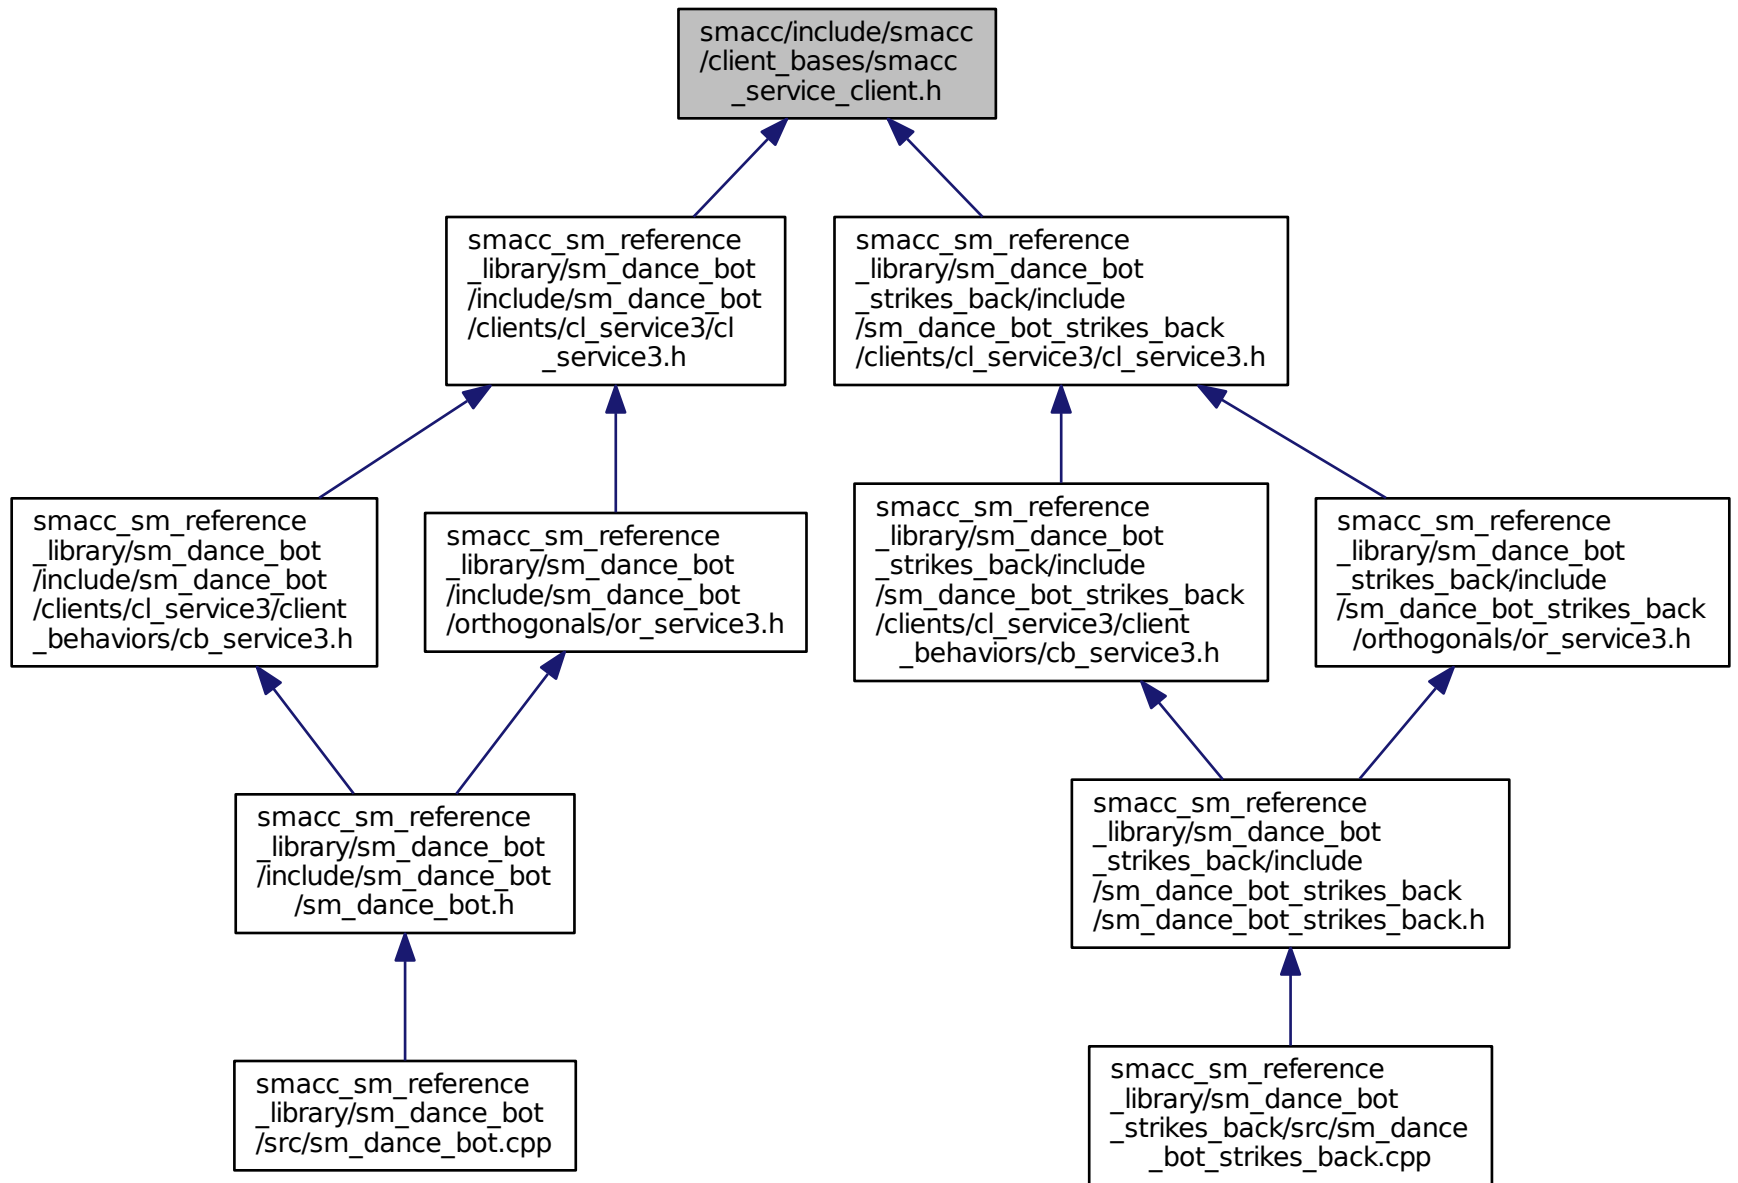 smacc/include/smacc
/client_bases/smacc
_service_client.h
smacc_sm_reference
_library/sm_dance_bot
/include/sm_dance_bot
/clients/cl_service3/cl
_service3.h
smacc_sm_reference
_library/sm_dance_bot
_strikes_back/include
/sm_dance_bot_strikes_back
/clients/cl_service3/cl_service3.h
smacc_sm_reference
_library/sm_dance_bot
/include/sm_dance_bot
/clients/cl_service3/client
_behaviors/cb_service3.h
smacc_sm_reference
_library/sm_dance_bot
/include/sm_dance_bot
/orthogonals/or_service3.h
smacc_sm_reference
_library/sm_dance_bot
_strikes_back/include
/sm_dance_bot_strikes_back
/clients/cl_service3/client
_behaviors/cb_service3.h
smacc_sm_reference
_library/sm_dance_bot
_strikes_back/include
/sm_dance_bot_strikes_back
/orthogonals/or_service3.h
smacc_sm_reference
_library/sm_dance_bot
/include/sm_dance_bot
/sm_dance_bot.h
smacc_sm_reference
_library/sm_dance_bot
_strikes_back/include
/sm_dance_bot_strikes_back
/sm_dance_bot_strikes_back.h
smacc_sm_reference
_library/sm_dance_bot
/src/sm_dance_bot.cpp
smacc_sm_reference
_library/sm_dance_bot
_strikes_back/src/sm_dance
_bot_strikes_back.cpp